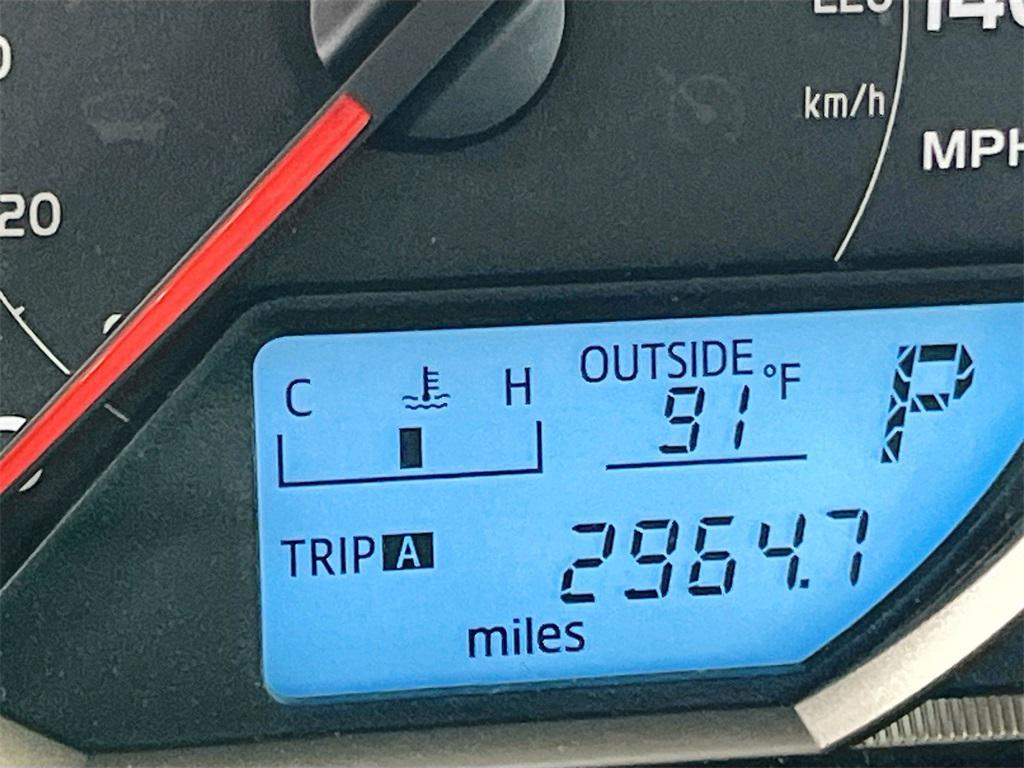 20
km/h
MPH
C H OUTSIDE °F
91
P
TRIP A 2964.7
miles